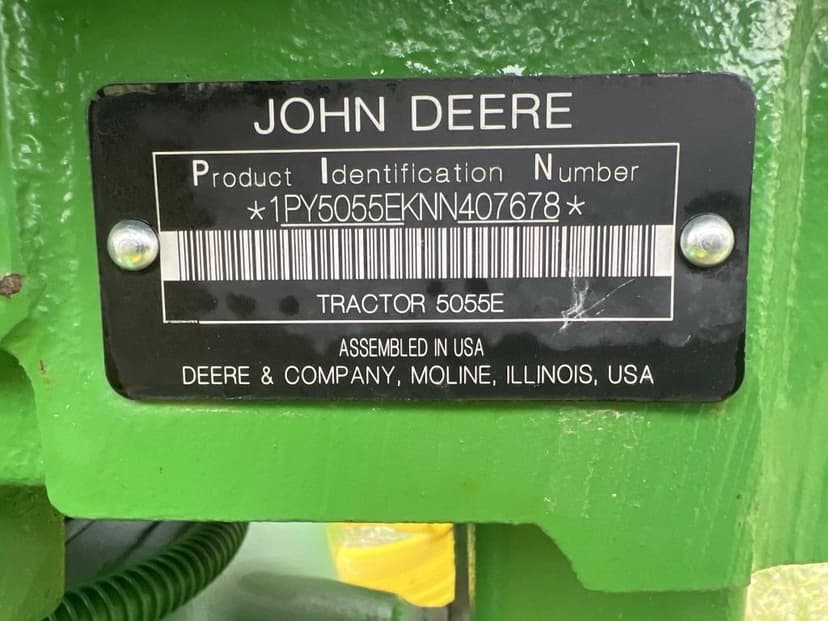 JOHN DEERE
Product Identification Number
*1PY5055EKNN407678*
TRACTOR 5055E
ASSEMBLED IN USA
DEERE & COMPANY, MOLINE, ILLINOIS, USA